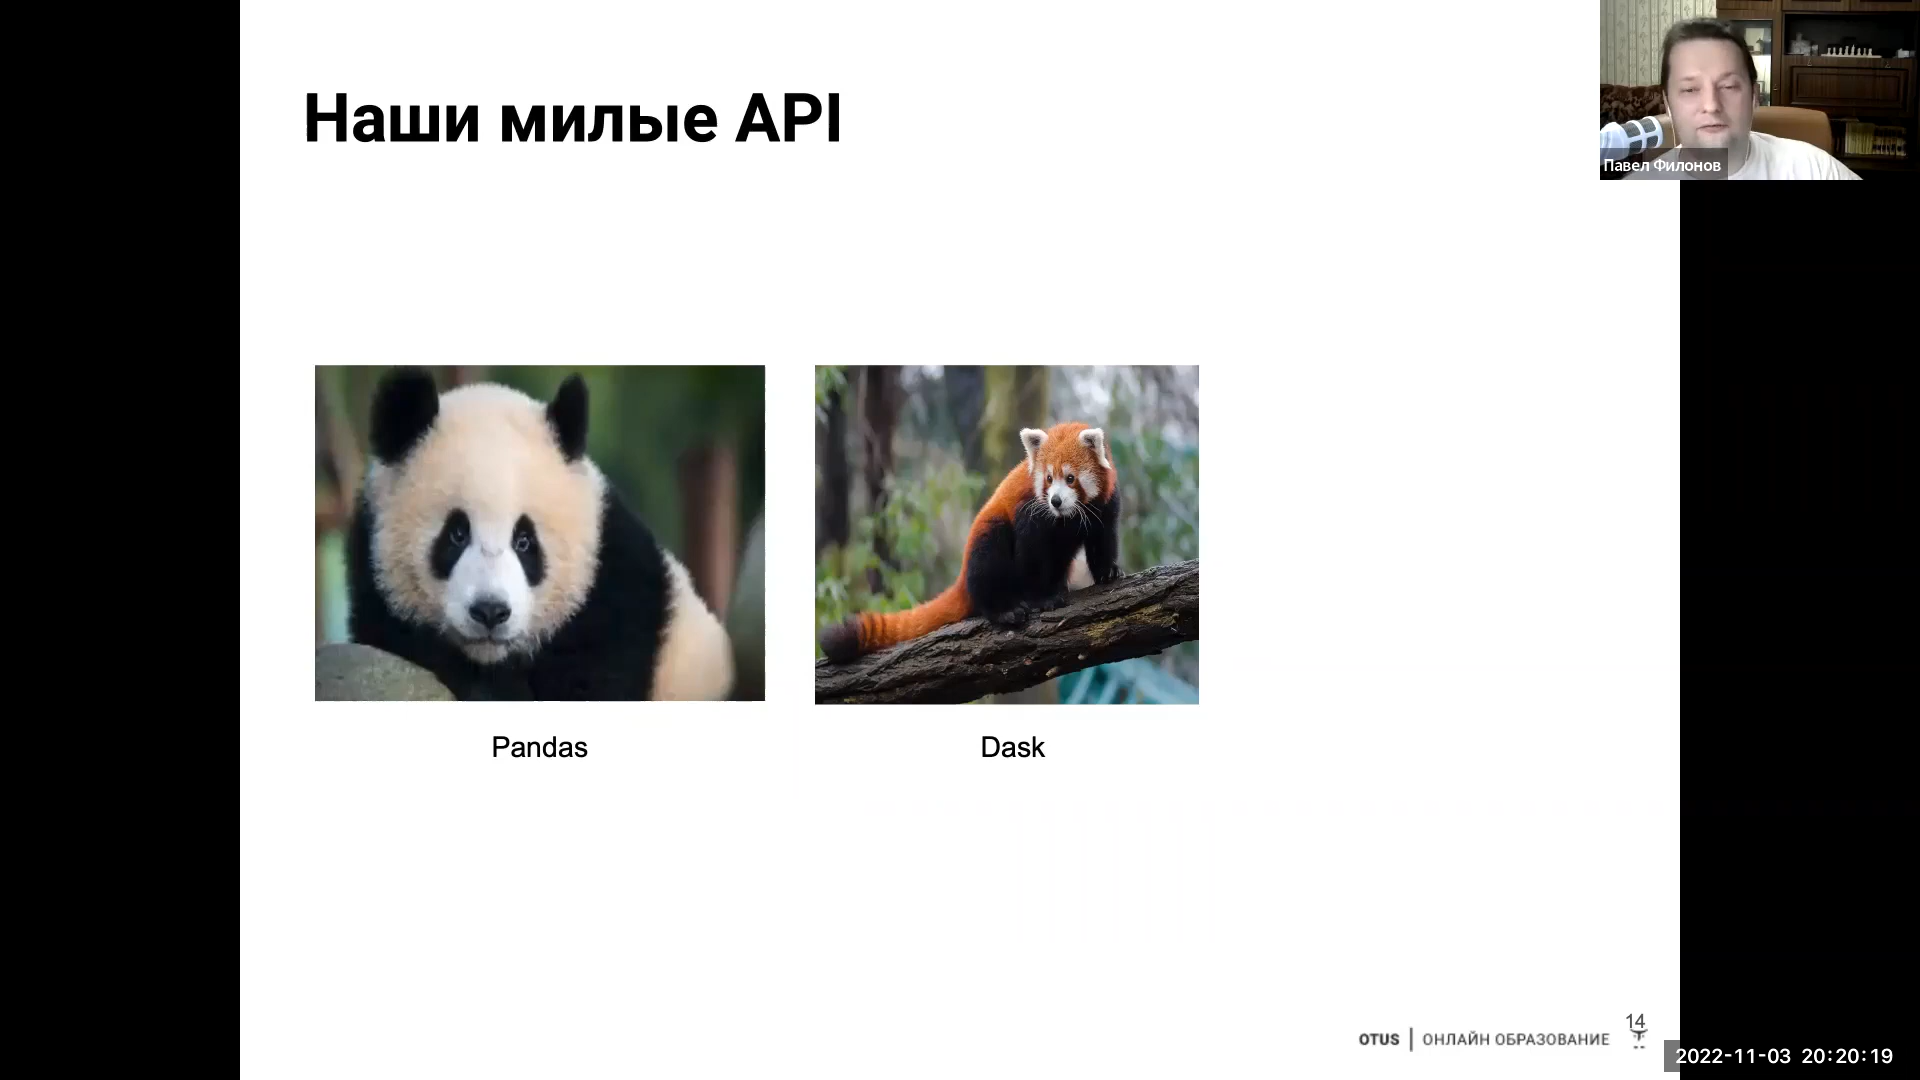 Наши милые API
Павел Филонов
Pandas
Dask
14
OTUS | ОНЛАЙН ОБРАЗОВАНИЕ
2022-11-03 20:20:19